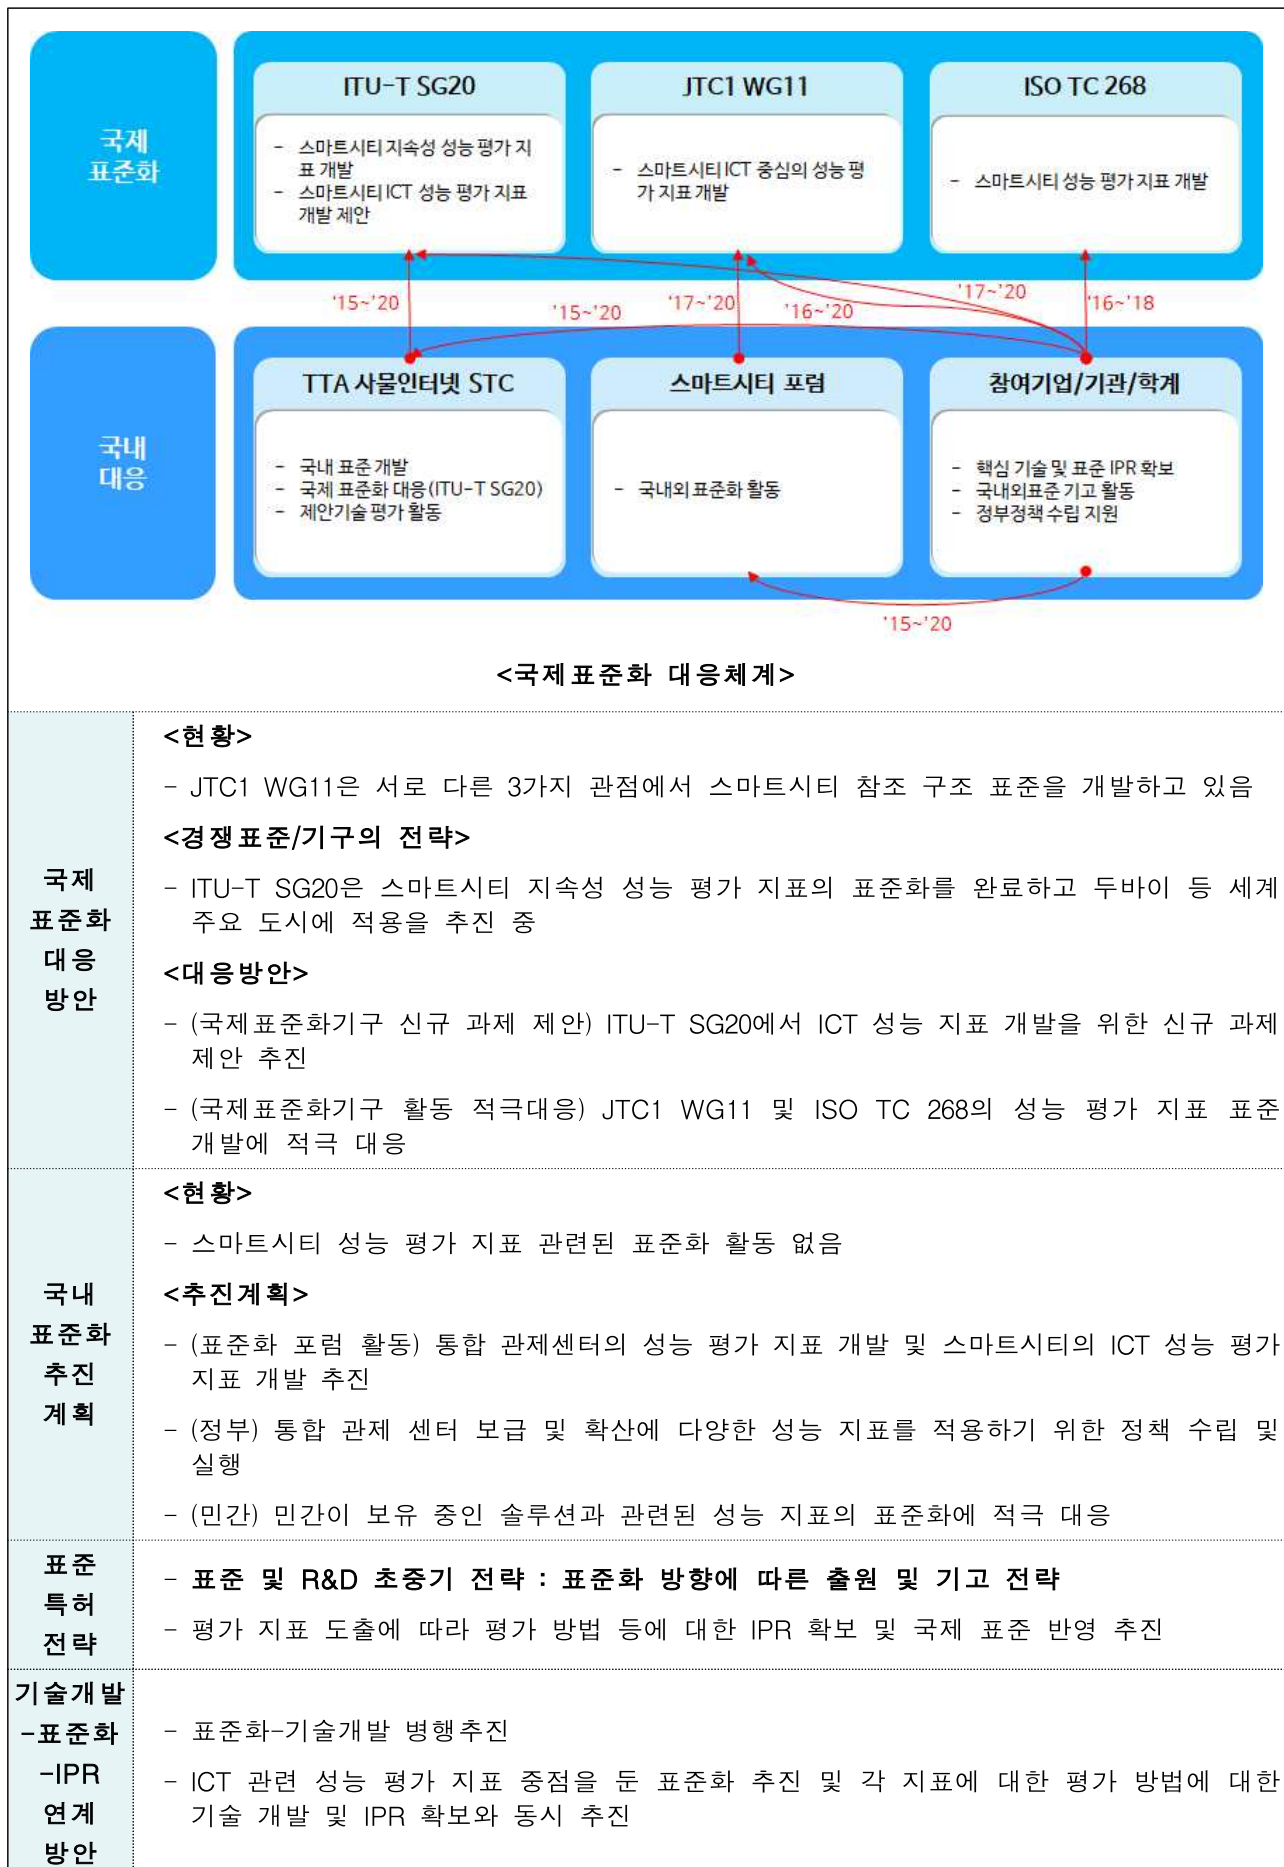 국제
표준화
ITU-T SG20
- 스마트시티 지속성 성능 평가 지
표 개발
- 스마트시티 ICT 성능 평가 지표
개발 제안
JTC1 WG11
- 스마트시티 ICT 중심의 성능 평
가 지표 개발
ISO TC 268
- 스마트시티 성능 평가 지표 개발
'15~'20
'15~'20
'17~'20
'16~'20
'17~'20
'16~'18
국내
대응
TTA 사물인터넷 STC
- 국내 표준 개발
- 국제 표준화 대응(ITU-T SG20)
- 제안기술 평가 활동
스마트시티 포럼
- 국내외 표준화 활동
참여기업/기관/학계
- 핵심 기술 및 표준 IPR 확보
- 국내외표준 기고 활동
- 정부정책 수립 지원
'15~'20
<국제표준화 대응체계>
국제
표준화
대응
방안
<현황>
- JTC1 WG11은 서로 다른 3가지 관점에서 스마트시티 참조 구조 표준을 개발하고 있음
<경쟁표준/기구의 전략>
- ITU-T SG20은 스마트시티 지속성 성능 평가 지표의 표준화를 완료하고 두바이 등 세계
주요 도시에 적용을 추진 중
<대응방안>
- (국제표준화기구 신규 과제 제안) ITU-T SG20에서 ICT 성능 지표 개발을 위한 신규 과제
제안 추진
- (국제표준화기구 활동 적극대응) JTC1 WG11 및 ISO TC 268의 성능 평가 지표 표준
개발에 적극 대응
국내
표준화
추진
계획
<현황>
- 스마트시티 성능 평가 지표 관련된 표준화 활동 없음
<추진계획>
- (표준화 포럼 활동) 통합 관제센터의 성능 평가 지표 개발 및 스마트시티의 ICT 성능 평가
지표 개발 추진
- (정부) 통합 관제 센터 보급 및 확산에 다양한 성능 지표를 적용하기 위한 정책 수립 및
실행
- (민간) 민간이 보유 중인 솔루션과 관련된 성능 지표의 표준화에 적극 대응
표준
특허
전략
- 표준 및 R&D 초중기 전략 : 표준화 방향에 따른 출원 및 기고 전략
- 평가 지표 도출에 따라 평가 방법 등에 대한 IPR 확보 및 국제 표준 반영 추진
기술개발
-표준화
-IPR
연계
방안
- 표준화-기술개발 병행추진
- ICT 관련 성능 평가 지표 중점을 둔 표준화 추진 및 각 지표에 대한 평가 방법에 대한
기술 개발 및 IPR 확보와 동시 추진